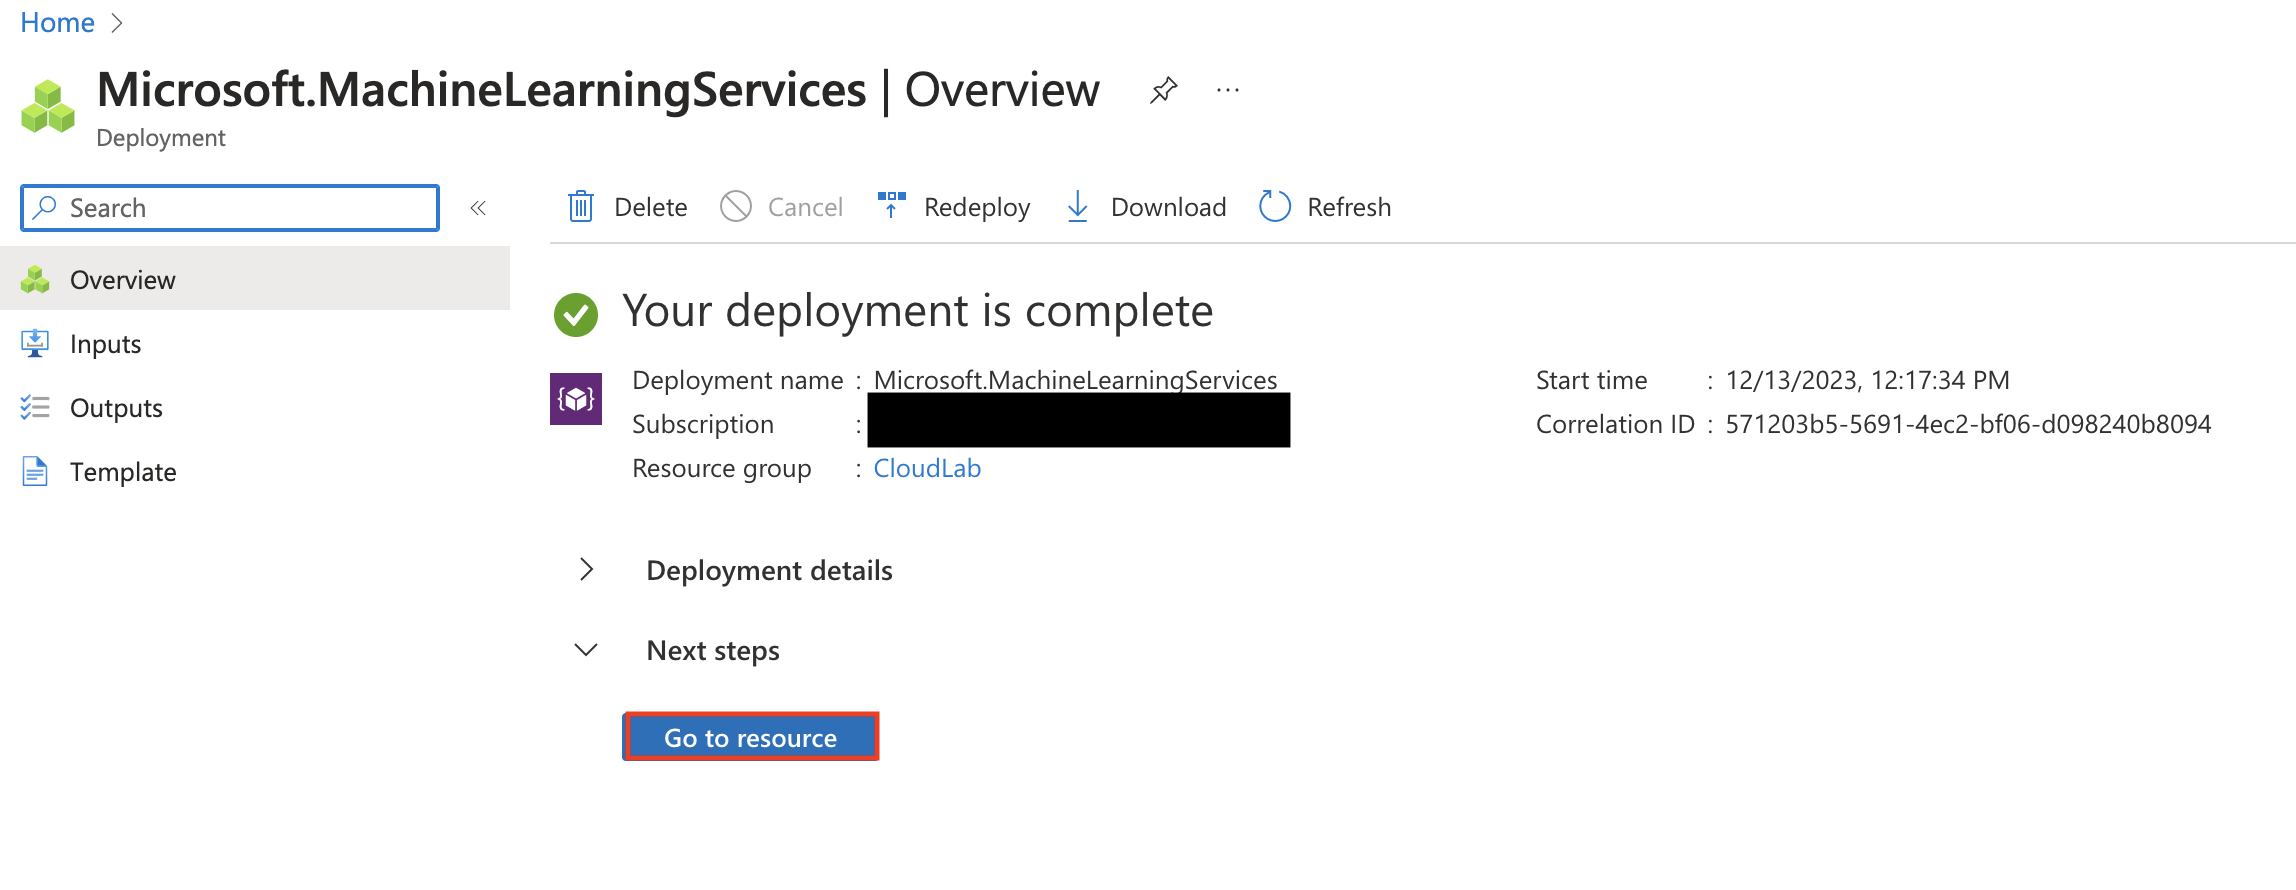 Home >
Microsoft.MachineLearningServices | Overview
Deployment
Search
Delete
Cancel
Redeploy
Download
Refresh
Overview
Inputs
Outputs
Template
Your deployment is complete
Deployment name : Microsoft.MachineLearningServices
Subscription :
Resource group : CloudLab
Start time : 12/13/2023, 12:17:34 PM
Correlation ID : 571203b5-5691-4ec2-bf06-d098240b8094
Deployment details
Next steps
Go to resource